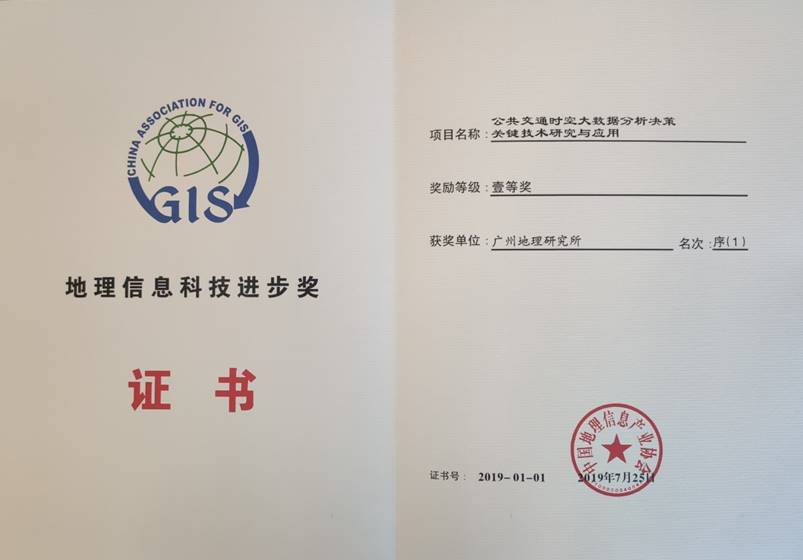 CHINA ASSOCIATION FOR GIS
GIS
地理信息科技进步奖
证 书
项目名称：公共交通时空大数据分析决策
关键技术研究与应用
奖励等级：壹等奖
获奖单位：广州地理研究所 名次：序(1)
中国地理信息产业协会
证书号： 2019-01-01 2019年7月25日